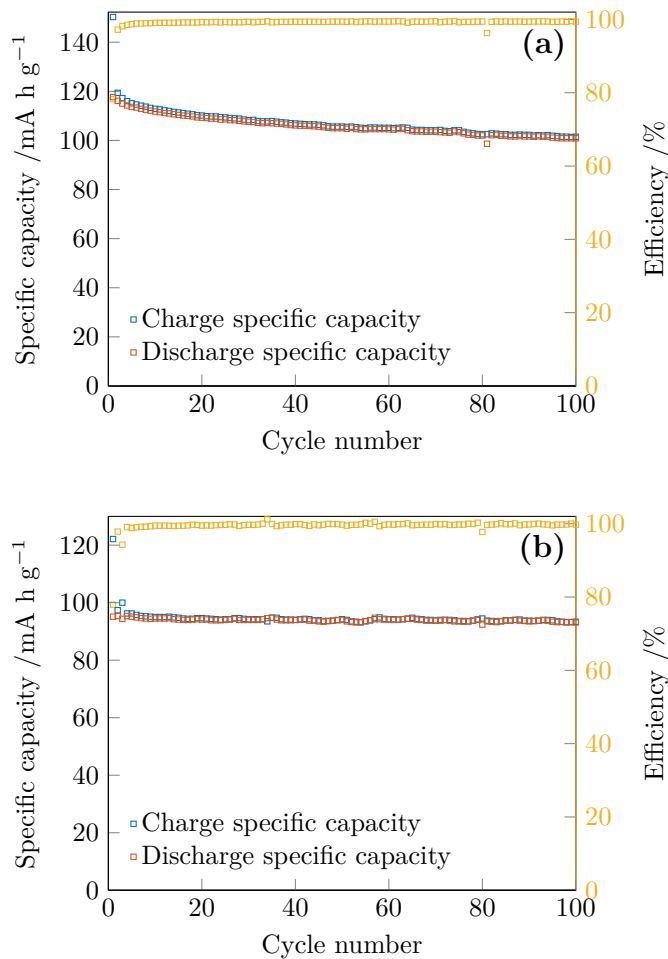 (a)
Specific capacity /mA h g⁻¹
140
120
100
80
60
40
20
0
100
80
60
40
20
0
Efficiency /%
Charge specific capacity
Discharge specific capacity
0 20 40 60 80 100
Cycle number
(b)
Specific capacity /mA h g⁻¹
120
100
80
60
40
20
0
100
80
60
40
20
0
Efficiency /%
Charge specific capacity
Discharge specific capacity
0 20 40 60 80 100
Cycle number